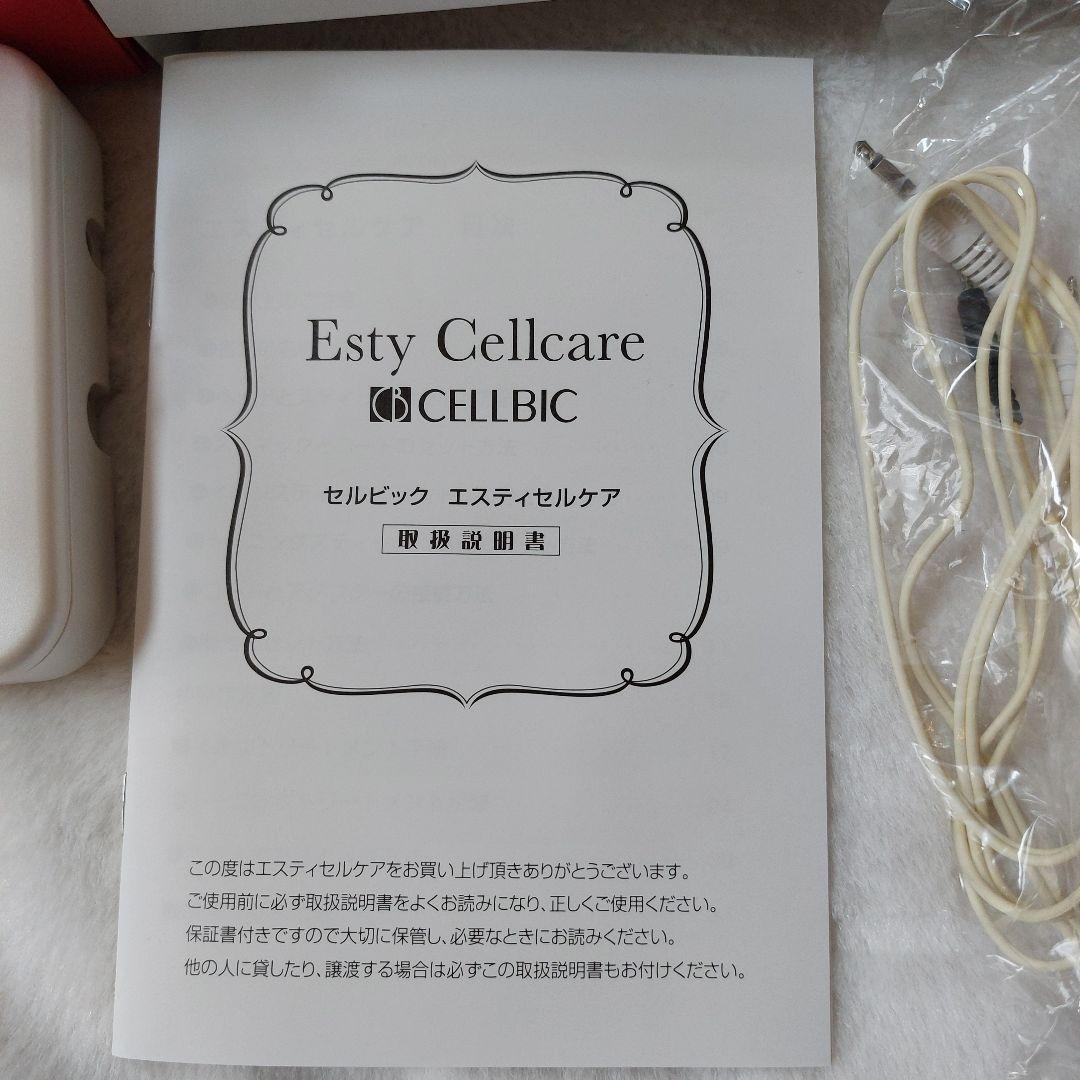 Esty Cellcare
CB CELLBIC
セルビック エスティセルケア
取扱説明書
この度はエスティセルケアをお買い上げ頂きありがとうございます。
ご使用前に必ず取扱説明書をよくお読みになり、正しくご使用ください。
保証書付きですので大切に保管し、必要なときにお読みください。
他の人に貸したり、譲渡する場合は必ずこの取扱説明書もお付けください。